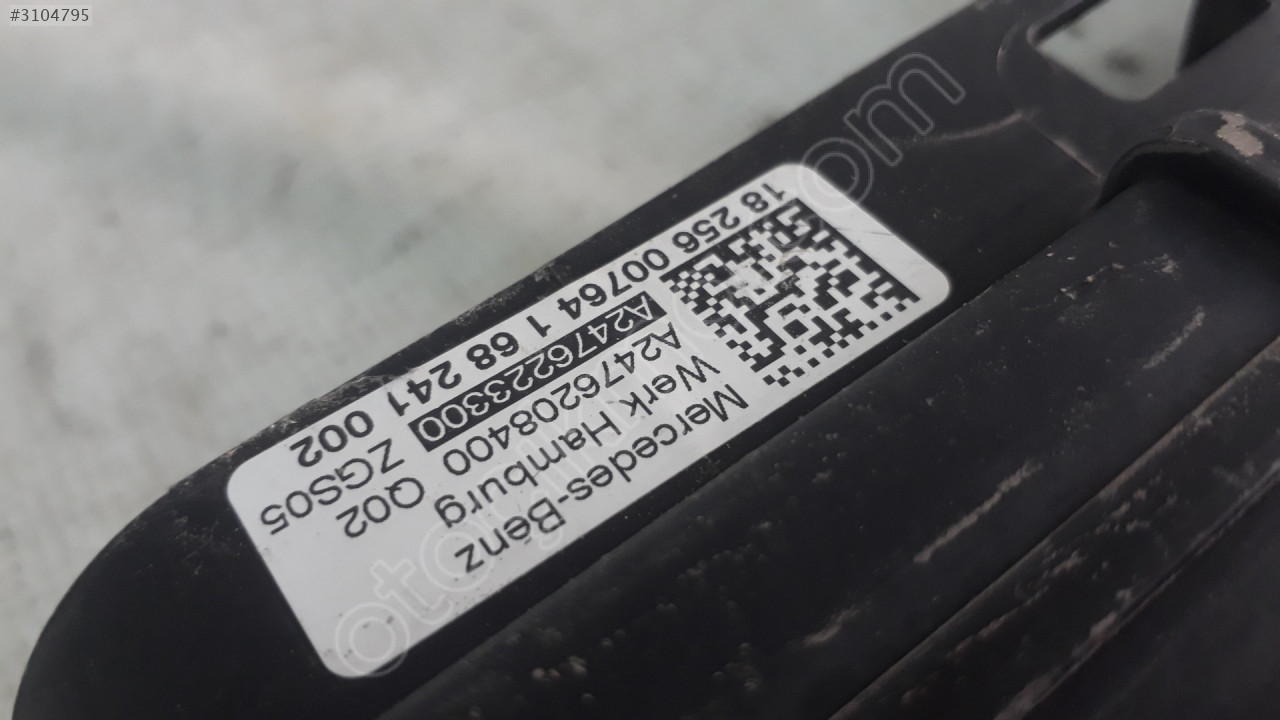 #3104795
Mercedes-Benz
Werk Hamburg Q02
A2476208400 ZGS05
A2476223300
18 256 00764 1 68 241 002